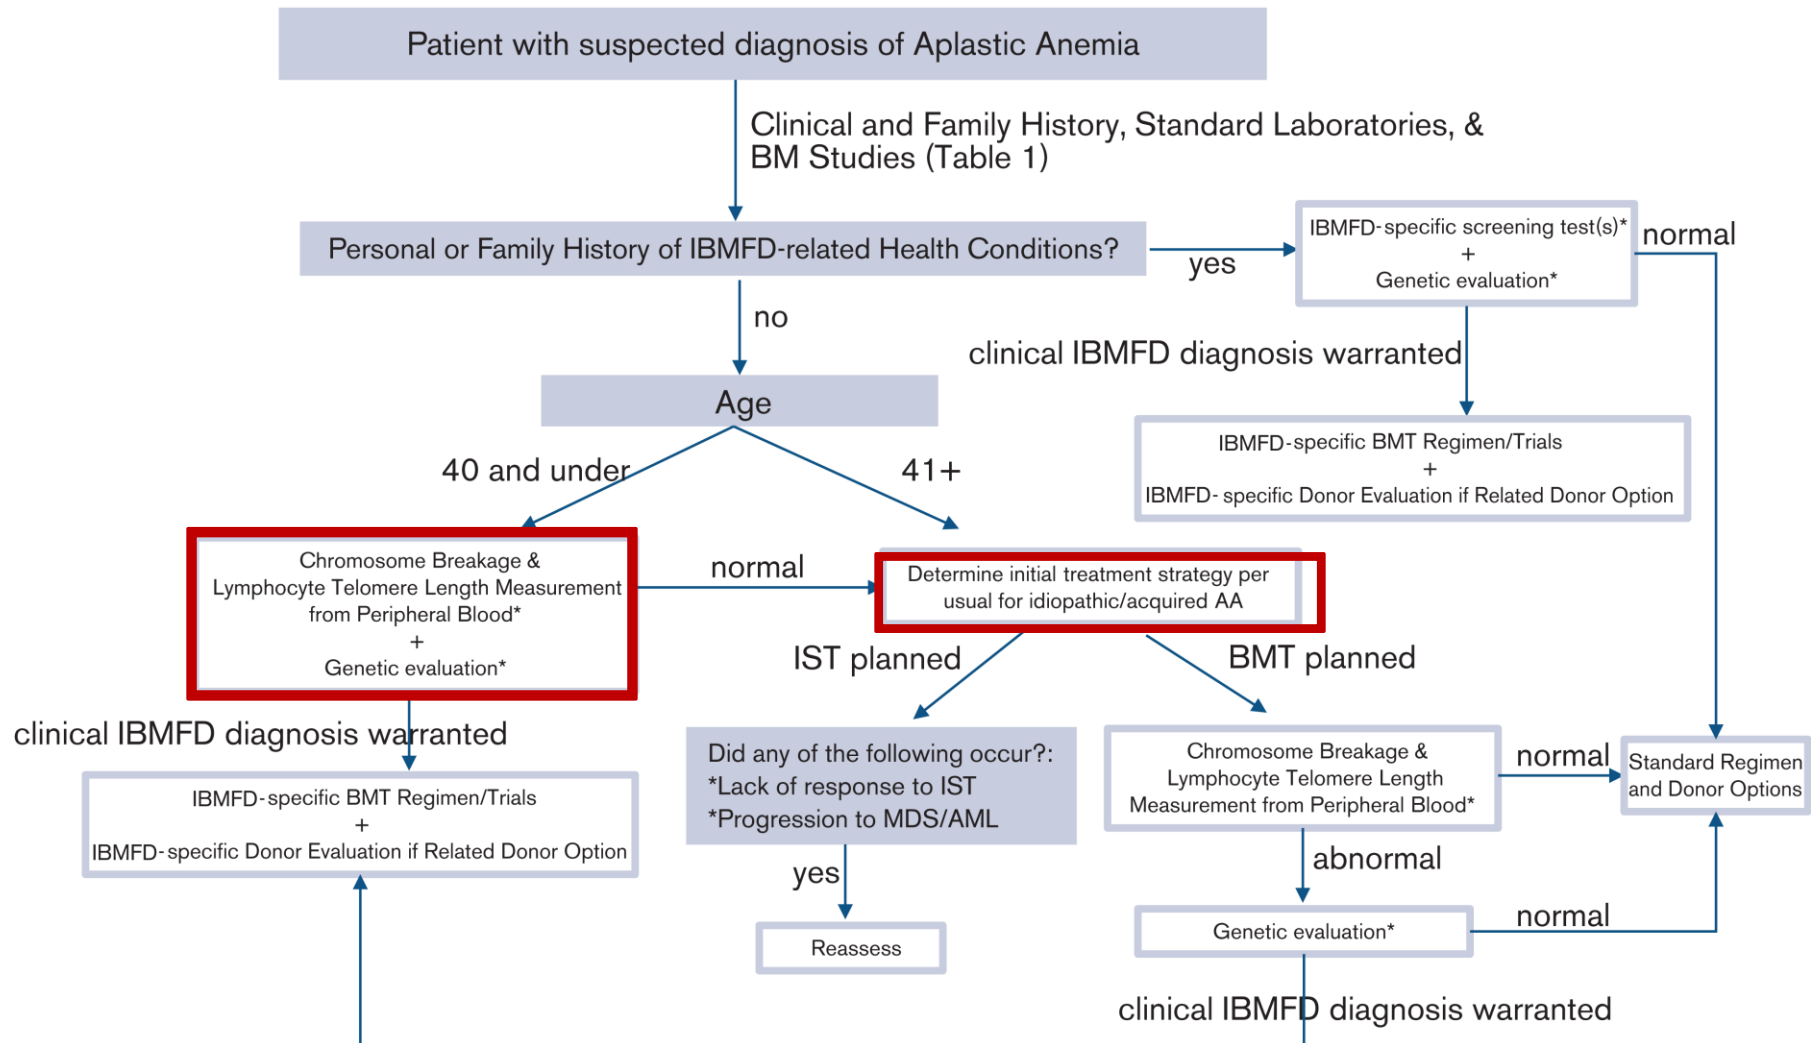 Patient with suspected diagnosis of Aplastic Anemia
Clinical and Family History, Standard Laboratories, &
BM Studies (Table 1)
Personal or Family History of IBMFD-related Health Conditions?
yes
IBMFD-specific screening test(s)*
+
Genetic evaluation*
normal
no
clinical IBMFD diagnosis warranted
Age
IBMFD-specific BMT Regimen/Trials
+
IBMFD- specific Donor Evaluation if Related Donor Option
40 and under
41+
Chromosome Breakage &
Lymphocyte Telomere Length Measurement
from Peripheral Blood*
+
Genetic evaluation*
normal
Determine initial treatment strategy per
usual for idiopathic/acquired AA
IST planned
BMT planned
clinical IBMFD diagnosis warranted
IBMFD-specific BMT Regimen/Trials
+
IBMFD-specific Donor Evaluation if Related Donor Option
Did any of the following occur?:
*Lack of response to IST
*Progression to MDS/AML
yes
Reassess
Chromosome Breakage &
Lymphocyte Telomere Length
Measurement from Peripheral Blood*
normal
Standard Regimen
and Donor Options
abnormal
Genetic evaluation*
normal
clinical IBMFD diagnosis warranted